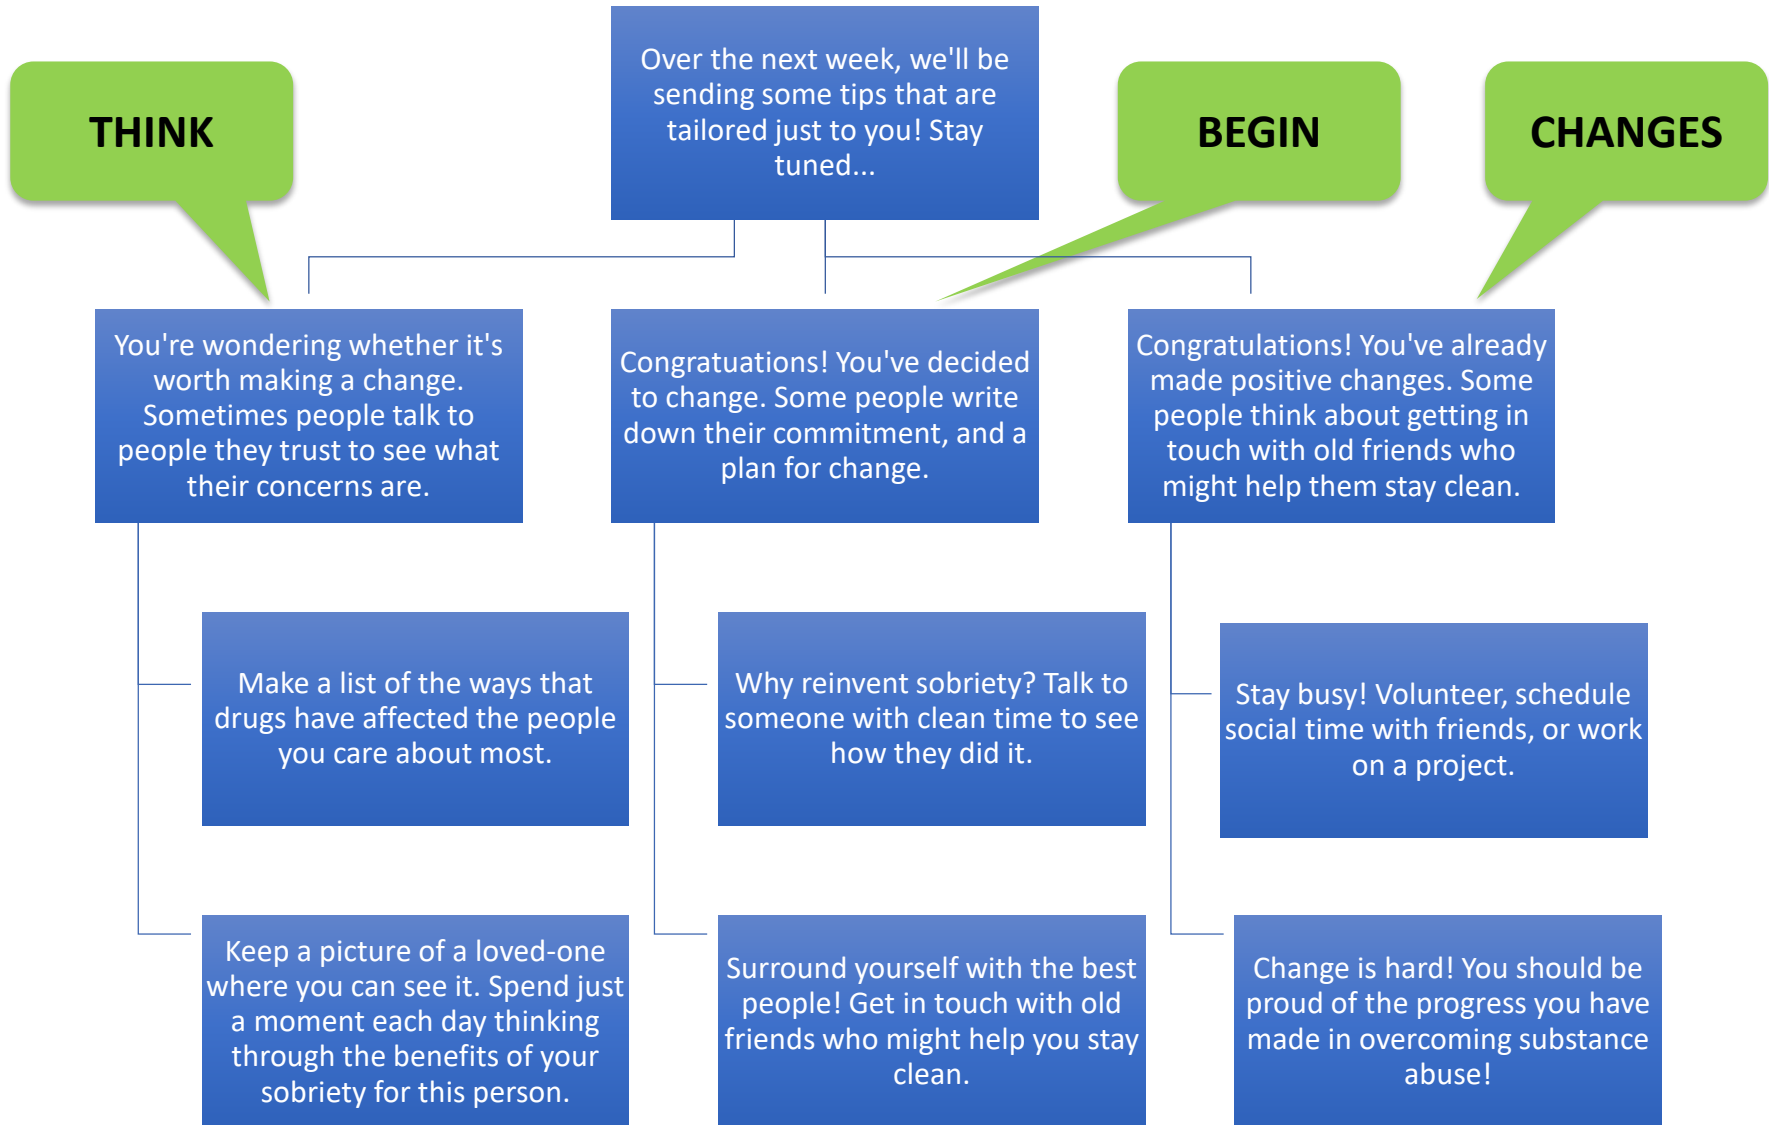 Over the next week, we'll be
sending some tips that are
tailored just to you! Stay
tuned...
THINK
BEGIN
CHANGES
You're wondering whether it's
worth making a change.
Sometimes people talk to
people they trust to see what
their concerns are.
Congratuations! You've decided
to change. Some people write
down their commitment, and a
plan for change.
Congratulations! You've already
made positive changes. Some
people think about getting in
touch with old friends who
might help them stay clean.
Make a list of the ways that
drugs have affected the people
you care about most.
Why reinvent sobriety? Talk to
someone with clean time to see
how they did it.
Stay busy! Volunteer, schedule
social time with friends, or work
on a project.
Keep a picture of a loved-one
where you can see it. Spend just
a moment each day thinking
through the benefits of your
sobriety for this person.
Surround yourself with the best
people! Get in touch with old
friends who might help you stay
clean.
Change is hard! You should be
proud of the progress you have
made in overcoming substance
abuse!